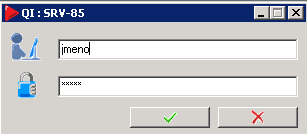 QI : SRV-85
jmeno
*****